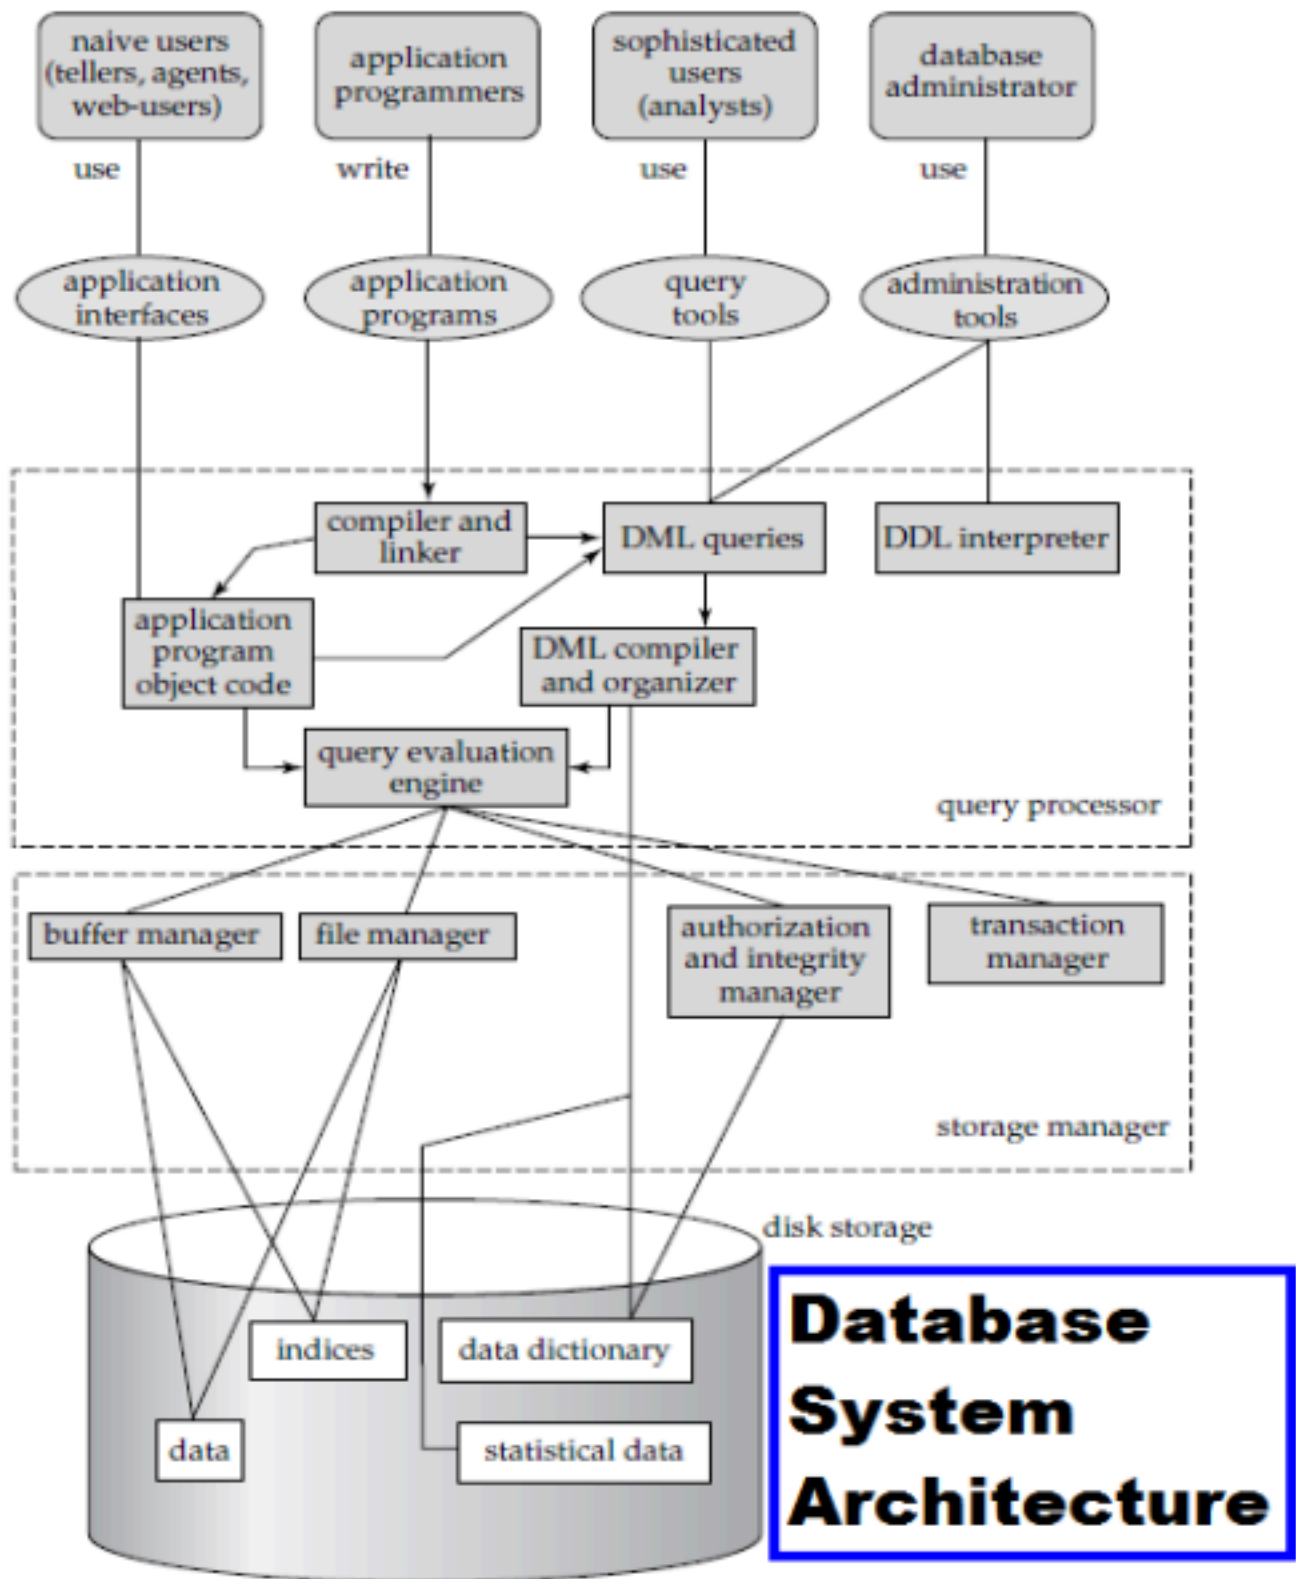 naive users
(tellers, agents,
web-users)
application
programmers
sophisticated
users
(analysts)
database
administrator
use
write
use
use
application
interfaces
application
programs
query
tools
administration
tools
compiler and
linker
DML queries
DDL interpreter
application
program
object code
DML compiler
and organizer
query evaluation
engine
query processor
buffer manager
file manager
authorization
and integrity
manager
transaction
manager
storage manager
disk storage
indices
data dictionary
data
statistical data
Database
System
Architecture